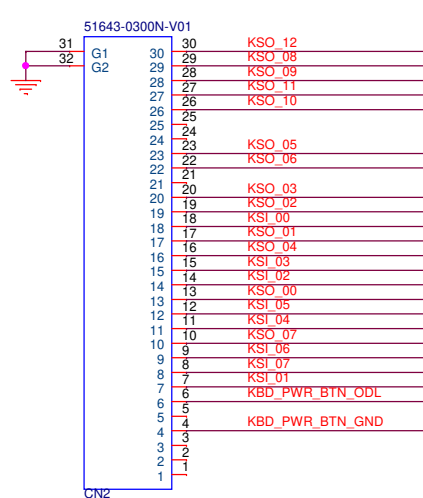 51643-0300N-V01
31 G1 30 30 KSO_12
32 G2 29 29 KSO_08
28 28 KSO_09
27 27 KSO_11
26 26 KSO_10
25 25
24 24
23 23 KSO_05
22 22 KSO_06
21 21
20 20 KSO_03
19 19 KSO_02
18 18 KSI_00
17 17 KSO_01
16 16 KSO_04
15 15 KSI_03
14 14 KSI_02
13 13 KSO_00
12 12 KSI_05
11 11 KSI_04
10 10 KSO_07
9 9 KSI_06
8 8 KSI_07
7 7 KSI_01
6 6 KBD_PWR_BTN_ODL
5 5
4 4 KBD_PWR_BTN_GND
3 3
2 2
1 1
CN2